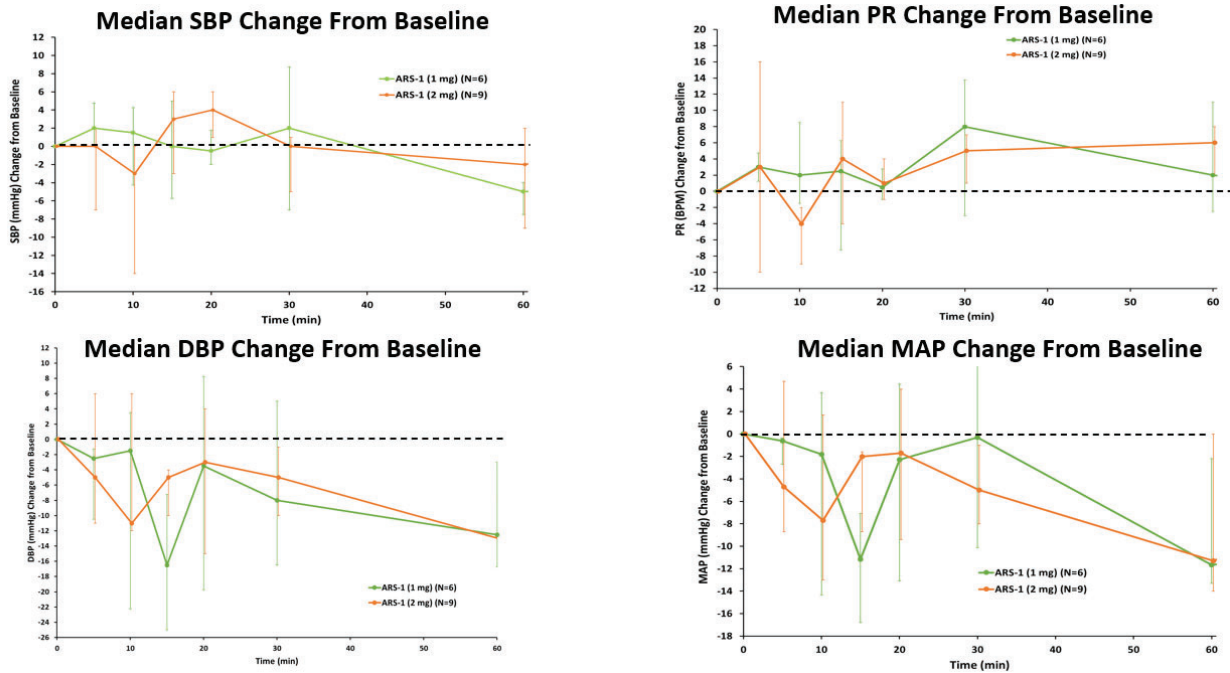 Median SBP Change From Baseline
SBP (mmHg) Change from Baseline
12
10
8
6
4
2
0
-2
-4
-6
-8
-10
-12
-14
-16
ARS-1 (1 mg) (N=6)
ARS-1 (2 mg) (N=9)
0 10 20 30 40 50 60
Time (min)
Median PR Change From Baseline
PR (BPM) Change from Baseline
20
18
16
14
12
10
8
6
4
2
0
-2
-4
-6
-8
-10
-12
ARS-1 (1 mg) (N=6)
ARS-1 (2 mg) (N=9)
0 10 20 30 40 50 60
Time (min)
Median DBP Change From Baseline
DBP (mmHg) Change from Baseline
12
10
8
6
4
2
0
-2
-4
-6
-8
-10
-12
-14
-16
-18
-20
-22
-24
-26
ARS-1 (1 mg) (N=6)
ARS-1 (2 mg) (N=9)
0 10 20 30 40 50 60
Time (min)
Median MAP Change From Baseline
MAP (mmHg) Change from Baseline
6
4
2
0
-2
-4
-6
-8
-10
-12
-14
-16
-18
ARS-1 (1 mg) (N=6)
ARS-1 (2 mg) (N=9)
0 10 20 30 40 50 60
Time (min)